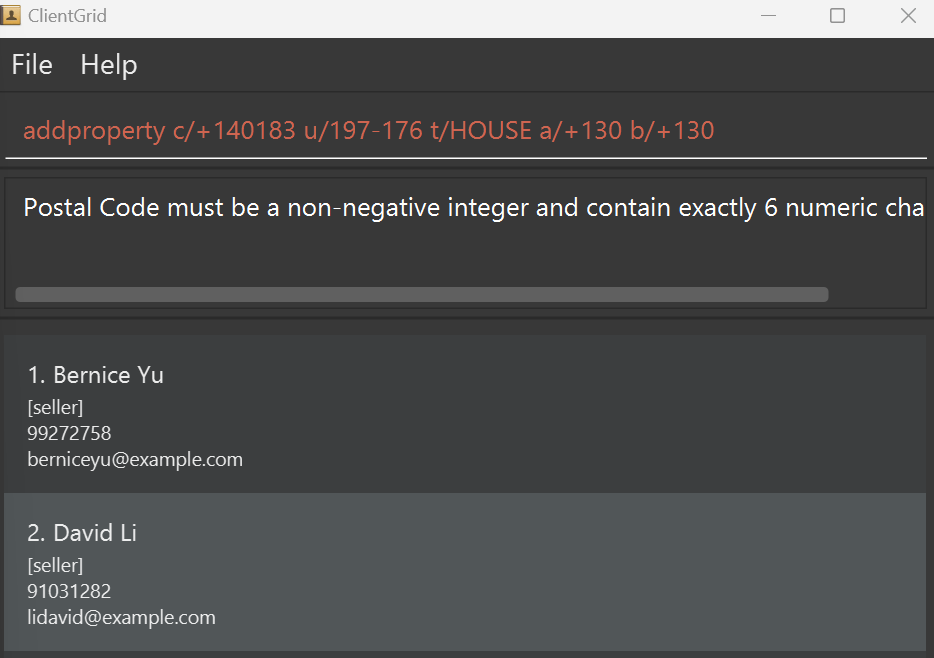 ClientGrid
File Help
addproperty c/+140183 u/197-176 t/HOUSE a/+130 b/+130
Postal Code must be a non-negative integer and contain exactly 6 numeric cha
1. Bernice Yu
[seller]
99272758
berniceyu@example.com
2. David Li
[seller]
91031282
lidavid@example.com